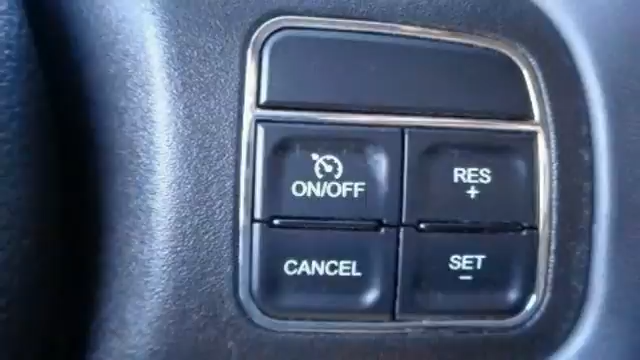 ON/OFF
RES
+
CANCEL
SET
-